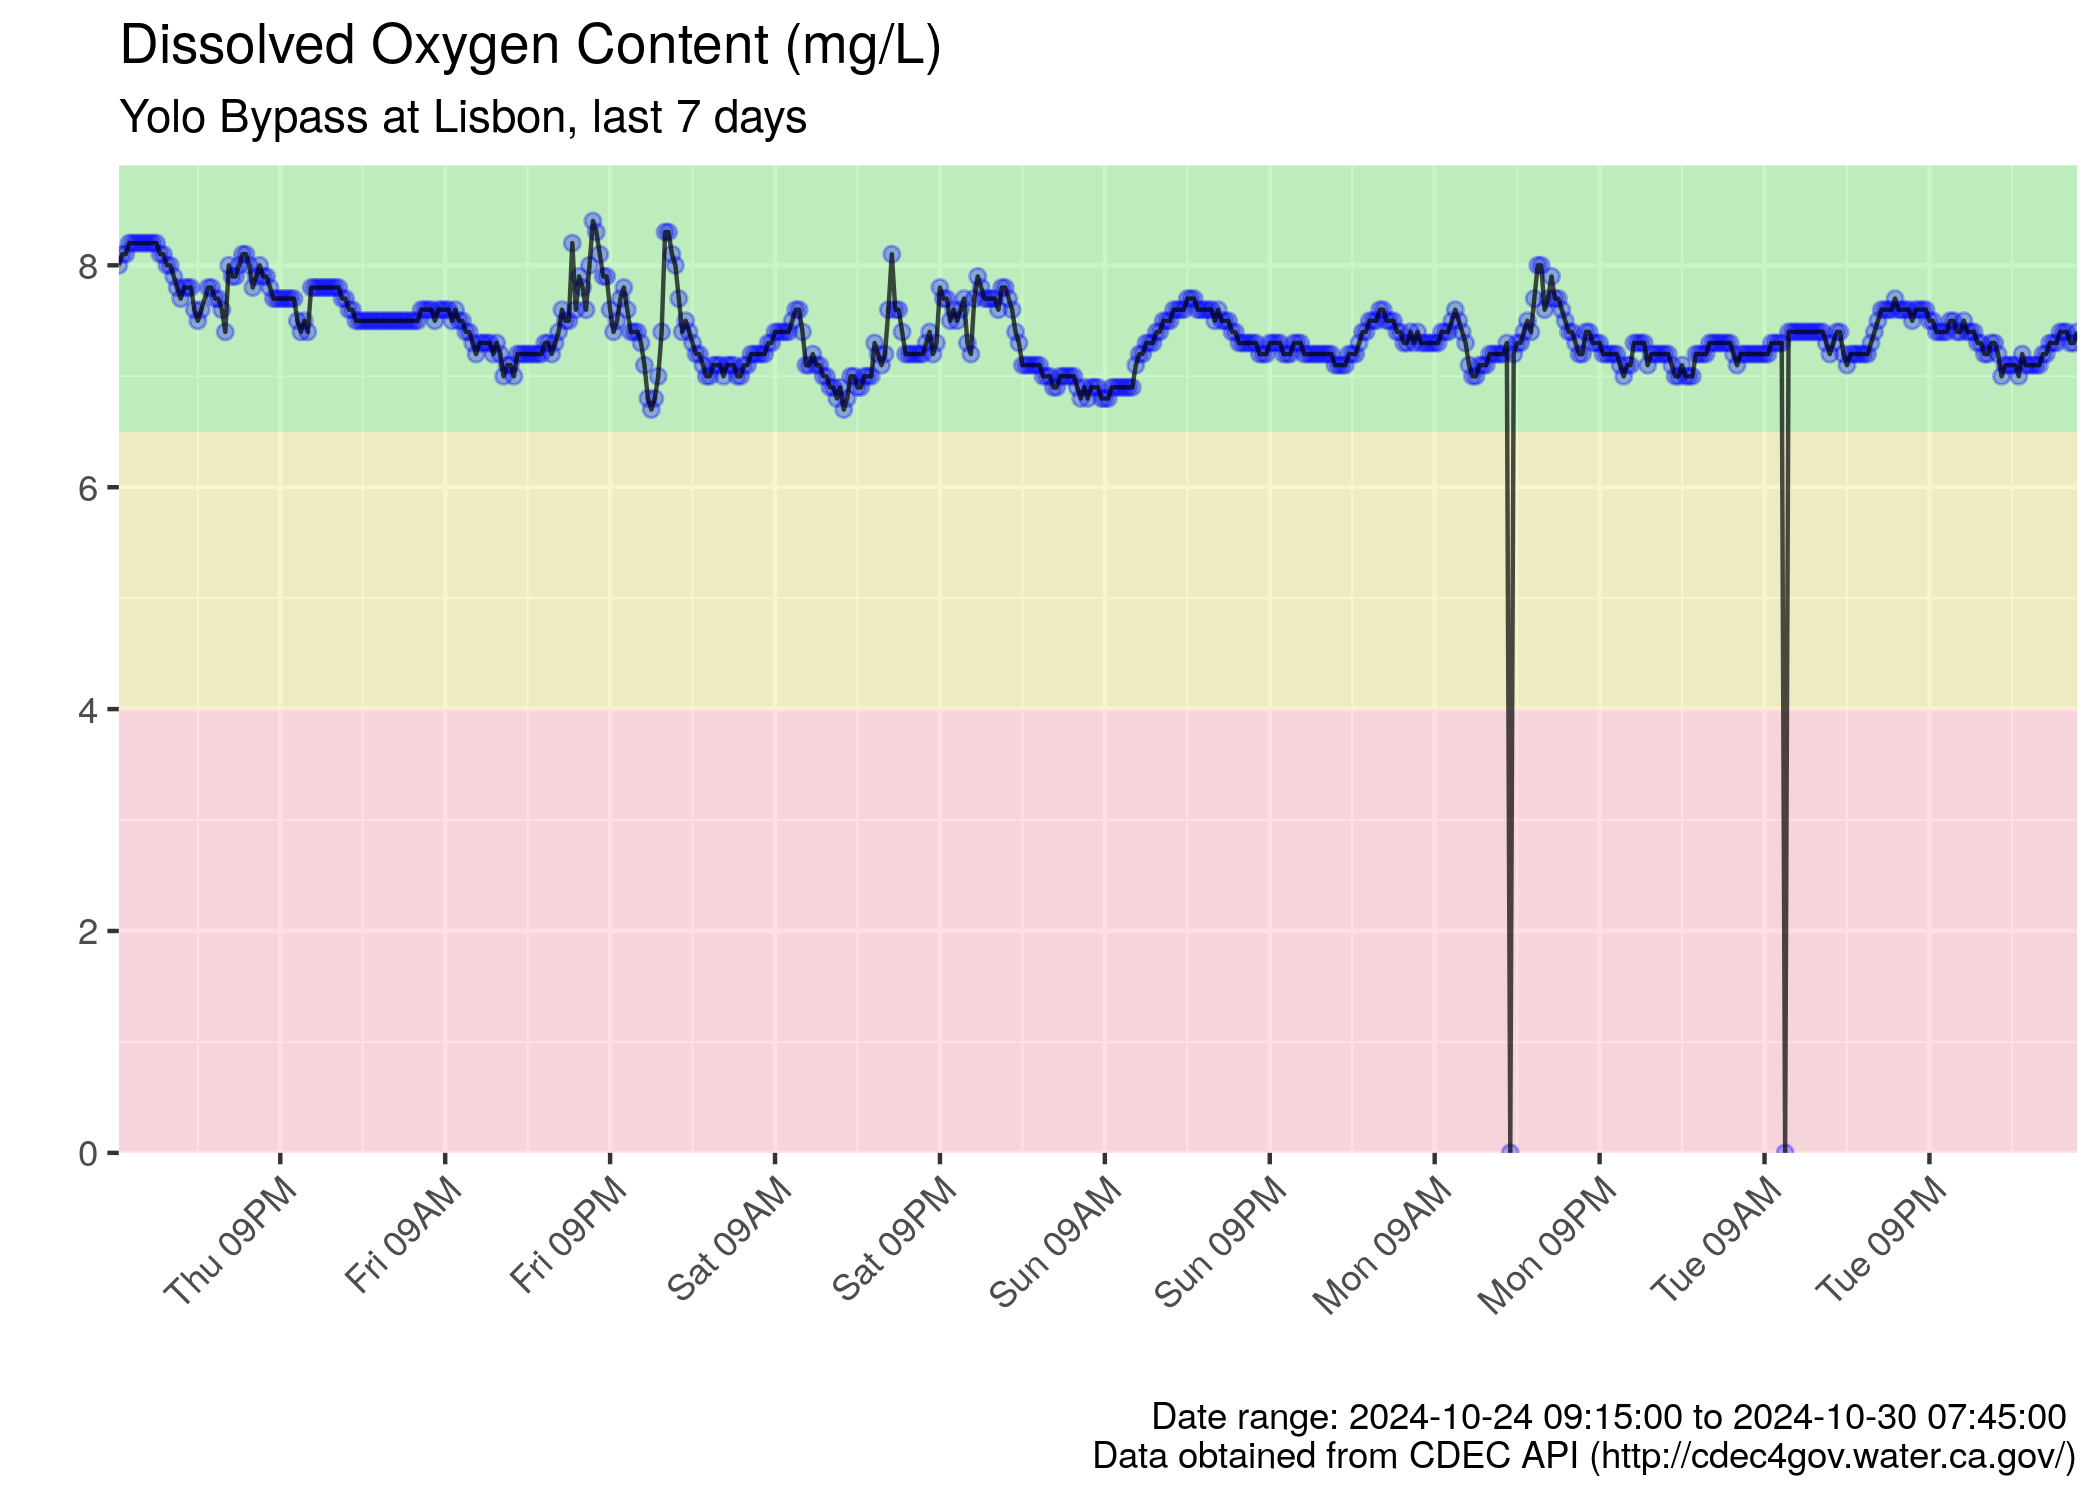 Dissolved Oxygen Content (mg/L)
Yolo Bypass at Lisbon, last 7 days
8
6
4
2
0
Thu 09PM
Fri 09AM
Fri 09PM
Sat 09AM
Sat 09PM
Sun 09AM
Sun 09PM
Mon 09AM
Mon 09PM
Tue 09AM
Tue 09PM
Date range: 2024-10-24 09:15:00 to 2024-10-30 07:45:00
Data obtained from CDEC API (http://cdec4gov.water.ca.gov/)